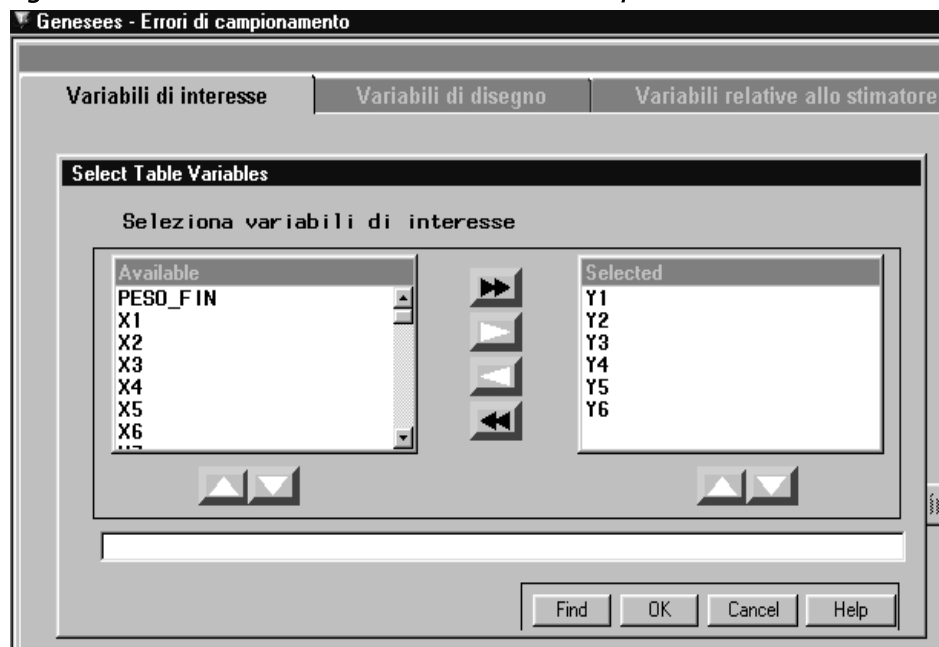 Genesees - Errori di campionamento
Variabili di interesse
Variabili di disegno
Variabili relative allo stimatore
Select Table Variables
Seleziona variabili di interesse
Available
PESO_FIN
X1
X2
X3
X4
X5
X6
Selected
Y1
Y2
Y3
Y4
Y5
Y6
Find
OK
Cancel
Help